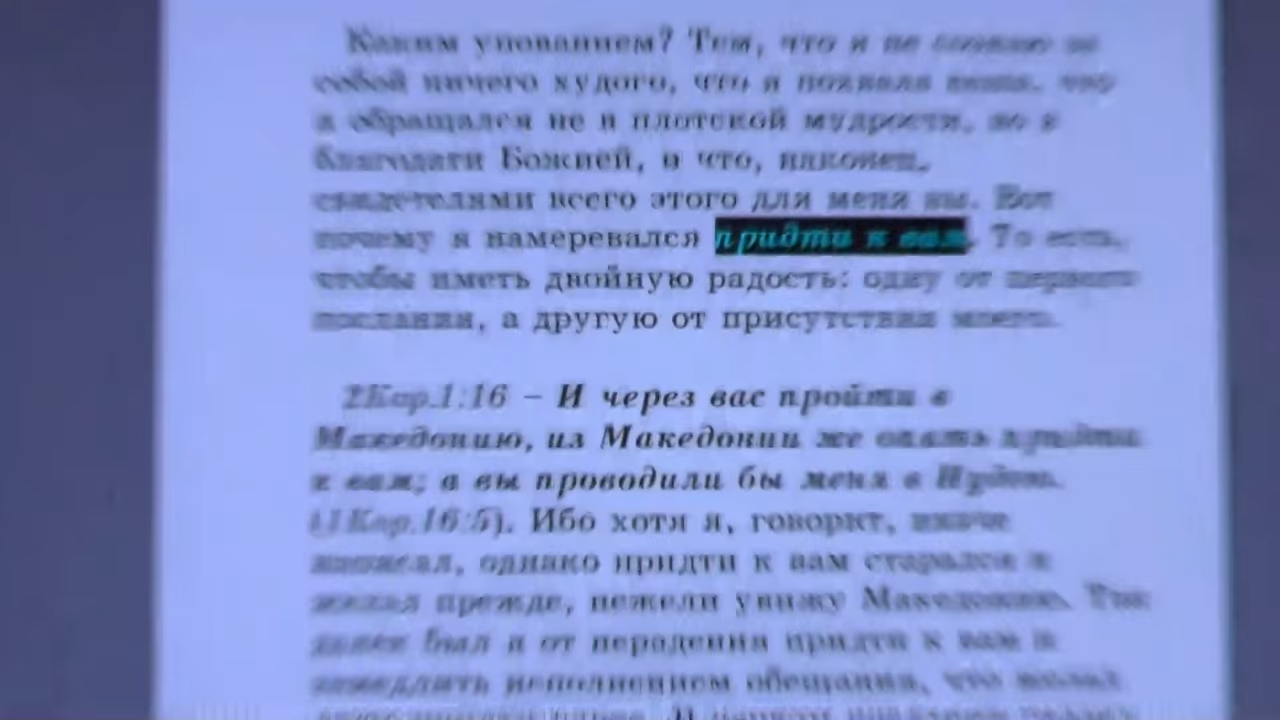 Каким упованием? Тем, что я не сознаю за
собой ничего худого, что я похвала ваша, что
я обращался не в плотской мудрости, но в
благодати Божией, и что, наконец,
свидетелями всего этого для меня вы. Вот
почему я намеревался придти к вам. То есть,
чтобы иметь двойную радость: одну от первого
послания, а другую от присутствия моего.
2Кор.1:16 – И через вас пройти в
Македонию, из Македонии же опять придти
к вам; а вы проводили бы меня в Иудею.
(1Кор.16:5). Ибо хотя я, говорит, иначе
написал, однако придти к вам старался и
желал прежде, нежели увижу Македонию. Так
далек был я от нерадения придти к вам и
замедлить исполнением обещания, что желал